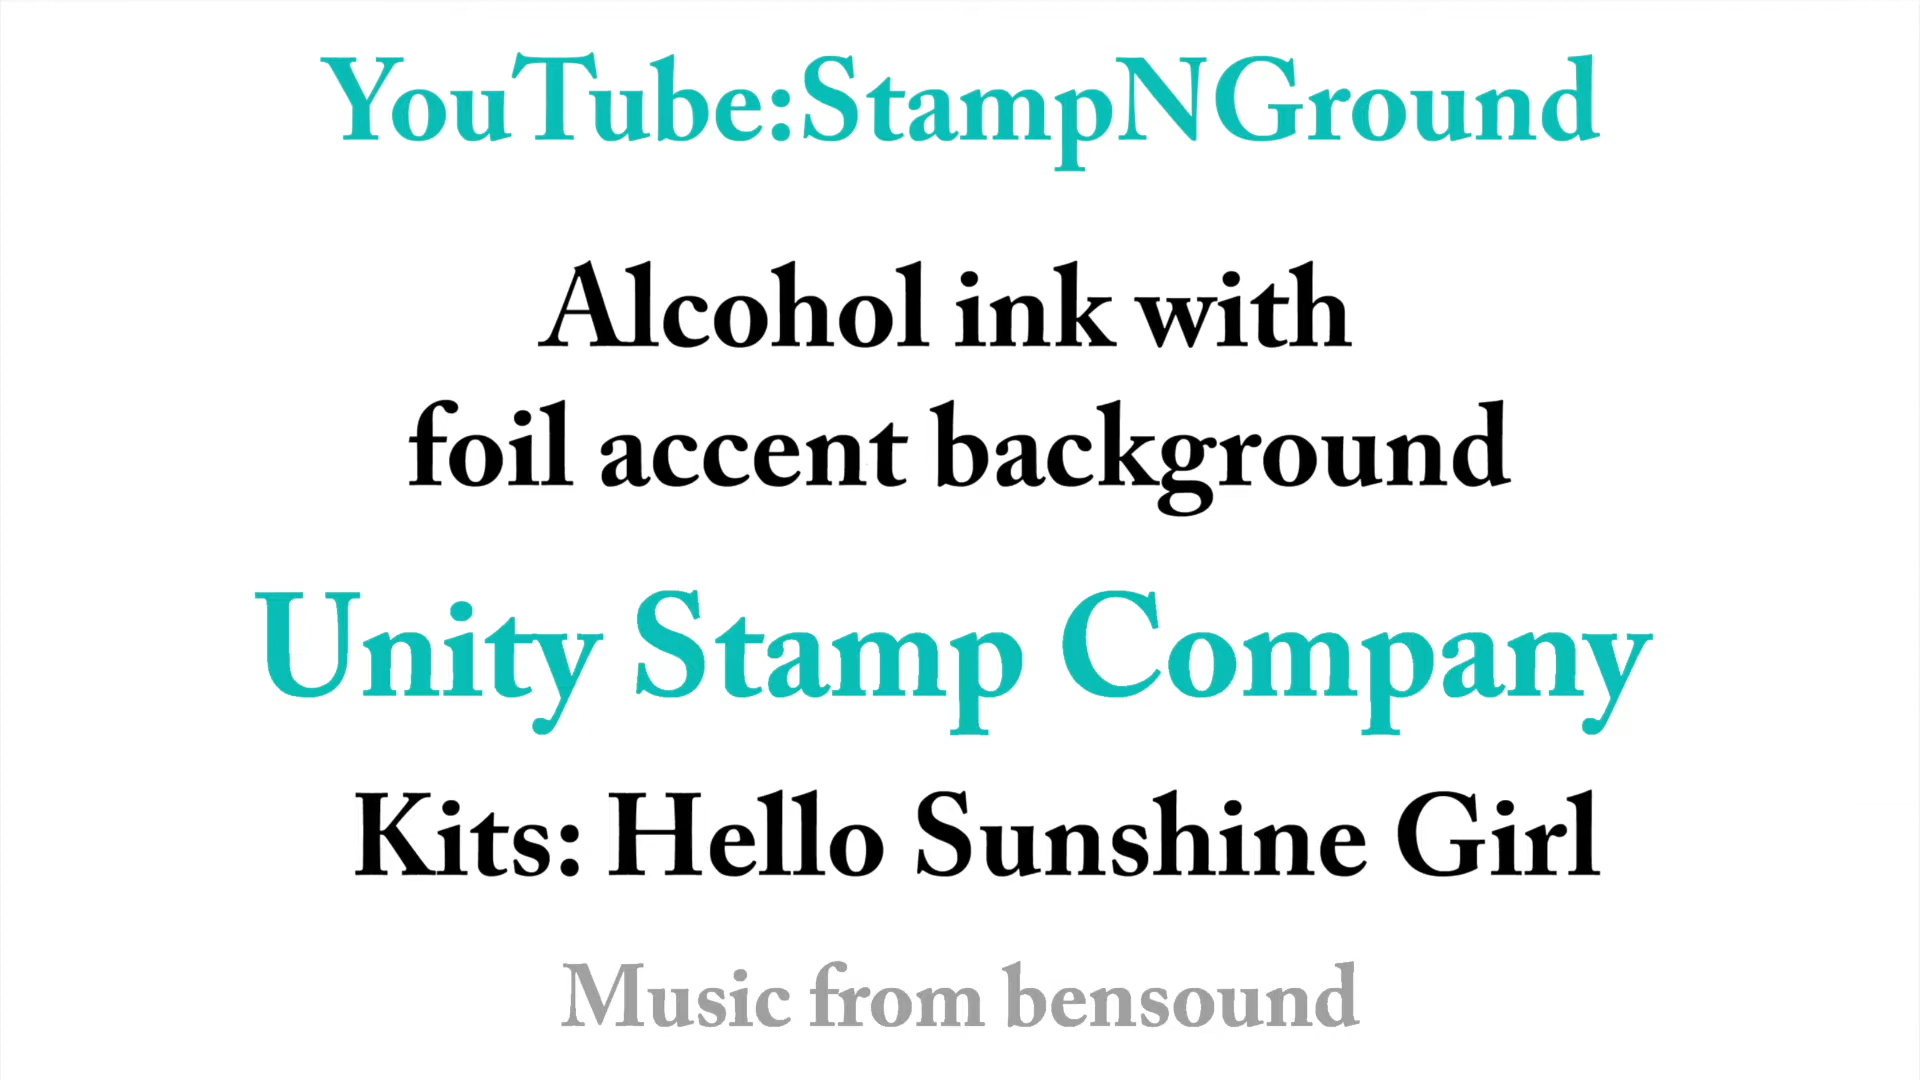 YouTube:StampNGround
Alcohol ink with
foil accent background
Unity Stamp Company
Kits: Hello Sunshine Girl
Music from bensound